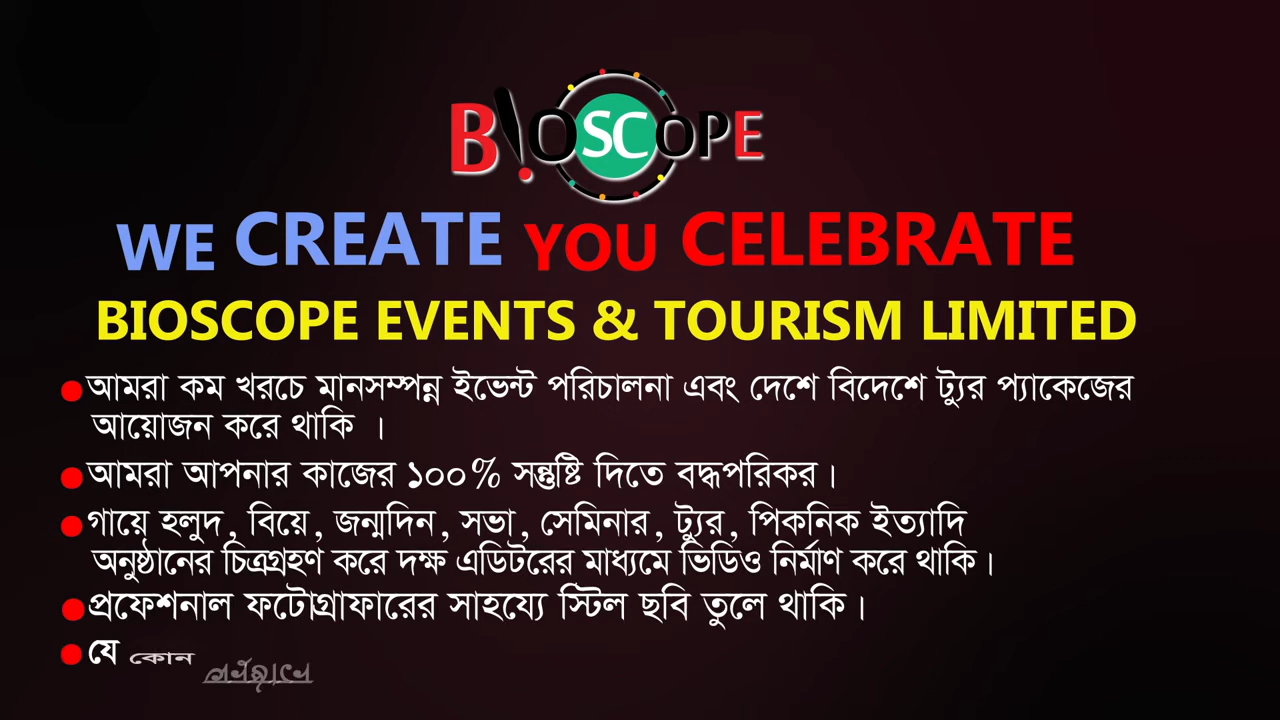 BIOSCOPE
WE CREATE YOU CELEBRATE
BIOSCOPE EVENTS & TOURISM LIMITED
আমরা কম খরচে মানসম্পন্ন ইভেন্ট পরিচালনা এবং দেশে বিদেশে ট্যুর প্যাকেজের
আয়োজন করে থাকি ।
আমরা আপনার কাজের ১০০% সন্তুষ্টি দিতে বদ্ধপরিকর।
গায়ে হলুদ, বিয়ে, জন্মদিন, সভা, সেমিনার, ট্যুর, পিকনিক ইত্যাদি
অনুষ্ঠানের চিত্রগ্রহণ করে দক্ষ এডিটরের মাধ্যমে ভিডিও নির্মাণ করে থাকি।
প্রফেশনাল ফটোগ্রাফারের সাহয্যে স্টিল ছবি তুলে থাকি।
যে কোন